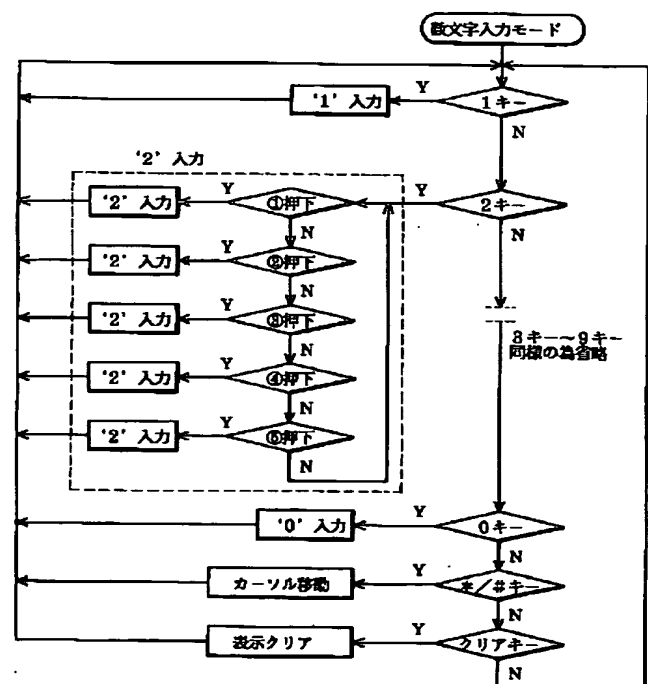 数文字入力モード
'1' 入力
Y
1キー
N
'2' 入力
'2' 入力
Y
①押下
Y
2キー
N
N
'2' 入力
Y
②押下
N
'2' 入力
Y
③押下
3キー〜9キー
同様の為省略
N
'2' 入力
Y
④押下
N
'2' 入力
Y
⑤押下
N
'0' 入力
Y
0キー
N
カーソル移動
Y
*/#キー
N
表示クリア
Y
クリアキー
N